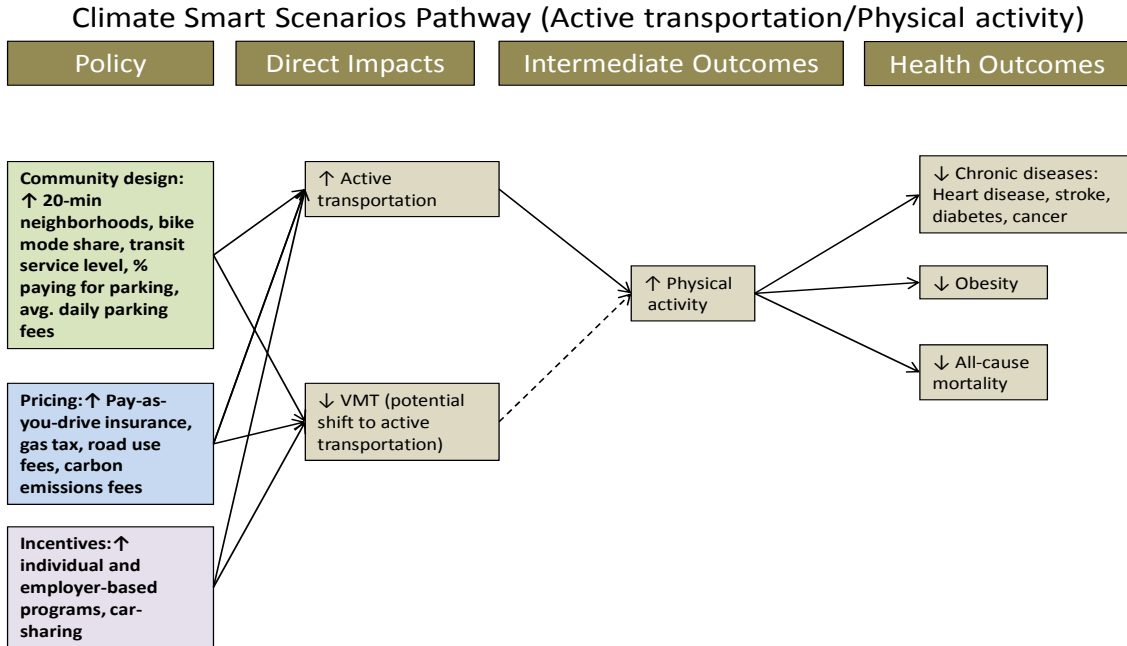 Climate Smart Scenarios Pathway (Active transportation/Physical activity)
Policy
Direct Impacts
Intermediate Outcomes
Health Outcomes
Community design:
↑ 20-min
neighborhoods, bike
mode share, transit
service level, %
paying for parking,
avg. daily parking
fees
Pricing:↑ Pay-as-
you-drive insurance,
gas tax, road use
fees, carbon
emissions fees
Incentives:↑
individual and
employer-based
programs, car-
sharing
↑ Active
transportation
↓ VMT (potential
shift to active
transportation)
↑ Physical
activity
↓ Chronic diseases:
Heart disease, stroke,
diabetes, cancer
↓ Obesity
↓ All-cause
mortality